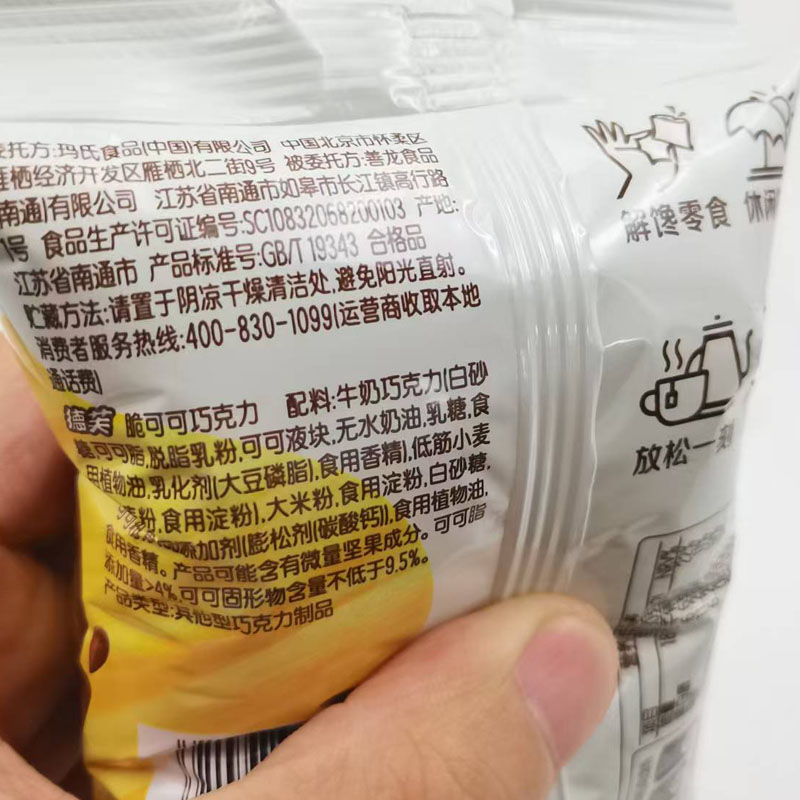 委托方:玛氏食品(中国)有限公司 中国北京市怀柔区
雁栖经济开发区雁栖北二街9号 被委托方:善龙食品
南通)有限公司 江苏省南通市如皋市长江镇高行路
1号 食品生产许可证编号:SC10832068200103 产地:
江苏省南通市 产品标准号:GB/T 19343 合格品
贮藏方法:请置于阴凉干燥清洁处,避免阳光直射。
消费者服务热线:400-830-1099(运营商收取本地
通话费)
德芙 脆可可巧克力 配料:牛奶巧克力(白砂
糖,可可脂,脱脂乳粉,可可液块,无水奶油,乳糖,食
用植物油,乳化剂(大豆磷脂),食用香精),低筋小麦
粉,食用淀粉),大米粉,食用淀粉,白砂糖,
添加剂(膨松剂(碳酸钙)),食用植物油,
食用香精。产品可能含有微量坚果成分。可可脂
添加量>4%,可可固形物含量不低于9.5%。
产品类型:其他型巧克力制品
解馋零食
休闲
放松一刻